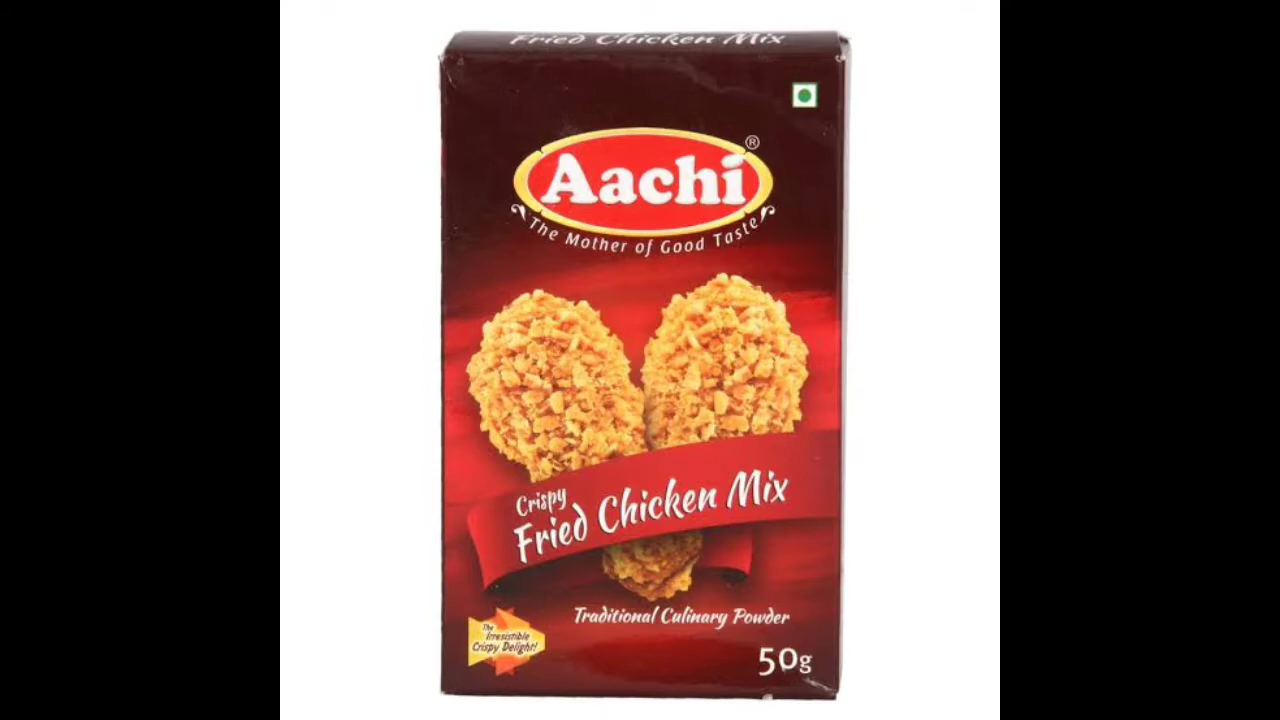 Fried Chicken Mix
Aachi®
The Mother of Good Taste
Crispy
Fried Chicken Mix
Traditional Culinary Powder
The
Irresistible
Crispy Delight!
50g